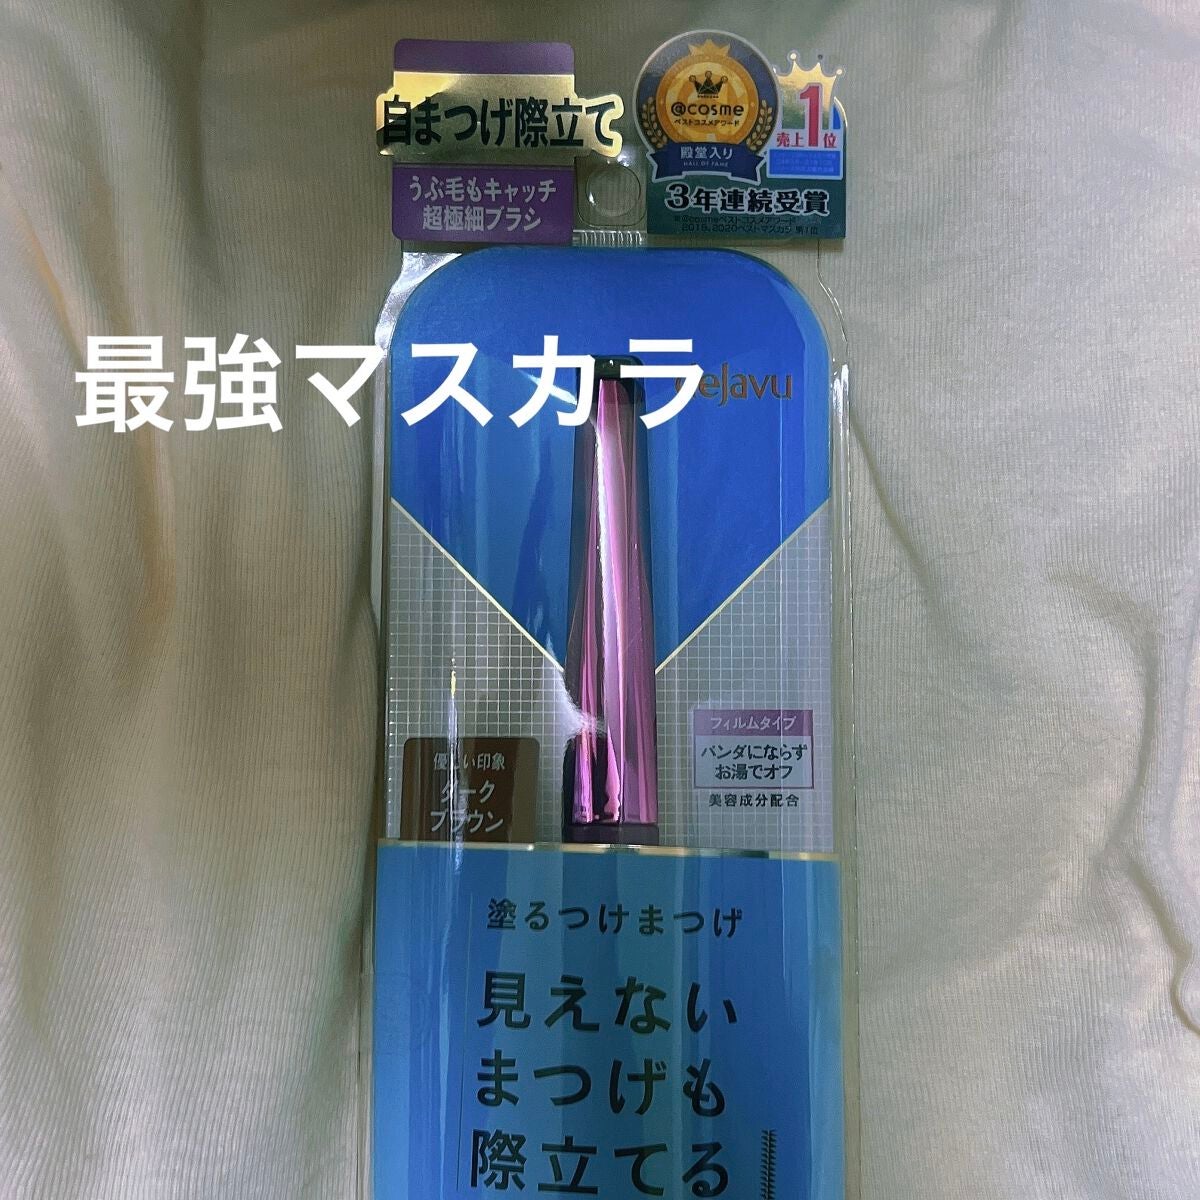 自まつげ際立て
うぶ毛もキャッチ
超極細ブラシ
@cosme
ベストコスメアワード
殿堂入り
HALL OF FAME
3年連続受賞
売上1位
最強マスカラ
dejavu
フィルムタイプ
パンダにならず
お湯でオフ
美容成分配合
優しい印象
ダーク
ブラウン
塗るつけまつげ
見えない
まつげも
際立てる